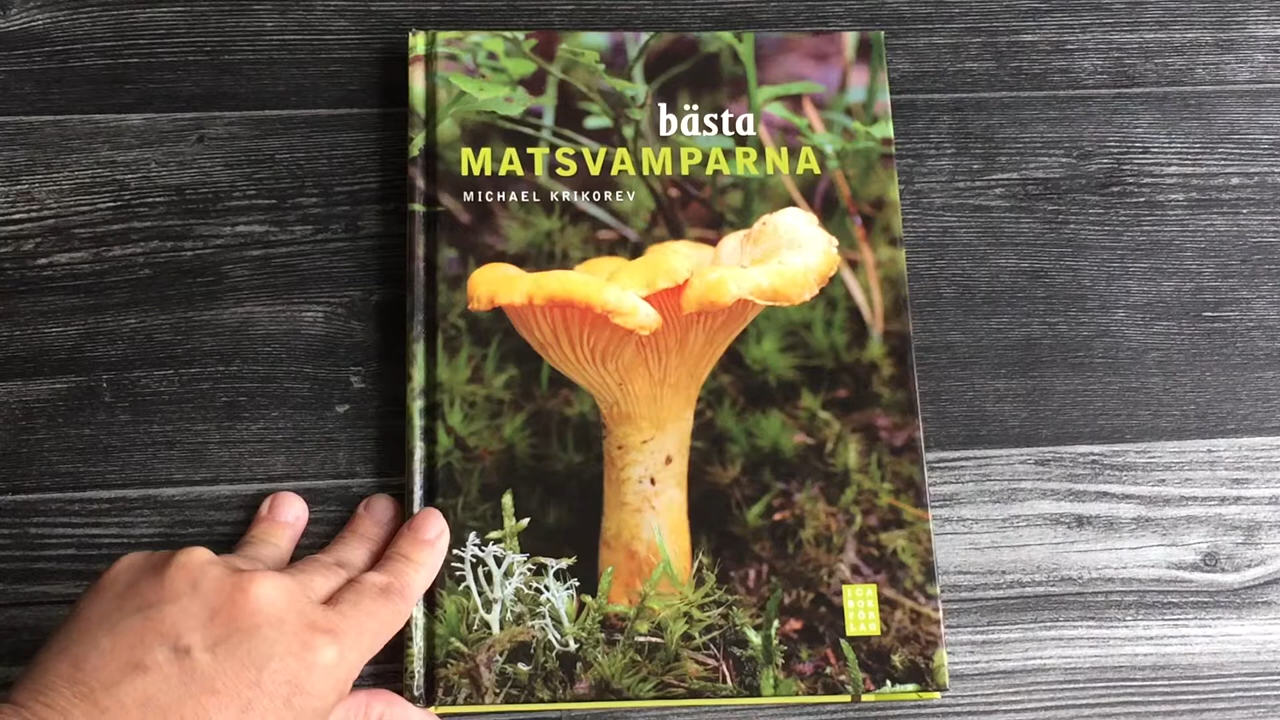 bästa
MATSVAMPARNA
MICHAEL KRIKOREV
ICA
BOK
FÖR
LAG